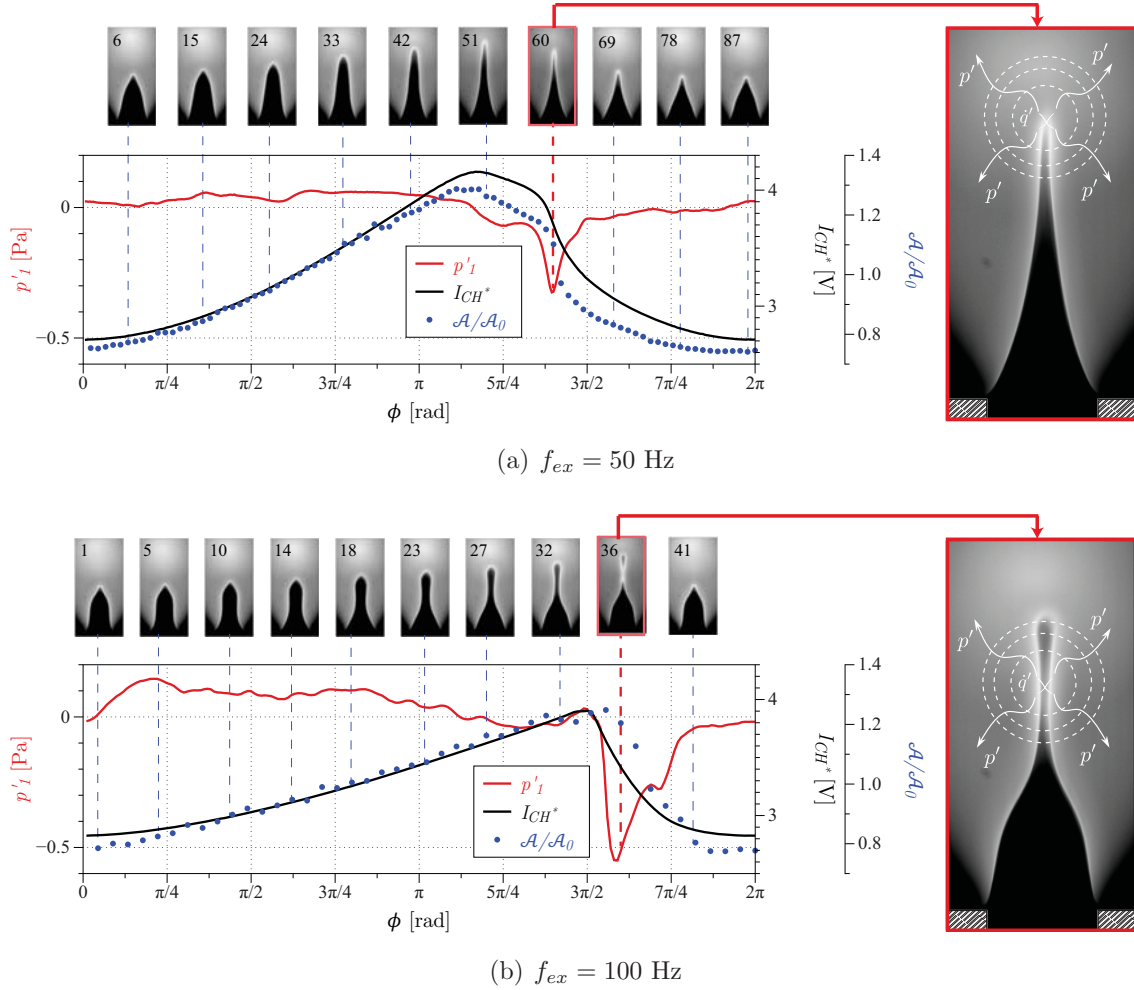 6 15 24 33 42 51 60 69 78 87
p′ p′
q′
p′ p′
0
−0.5
p′1 [Pa]
p′1
I_CH*
𝒜/𝒜0
4
3
1.4
1.2
1.0
0.8
I_CH* [V]
𝒜/𝒜0
0 π/4 π/2 3π/4 π 5π/4 3π/2 7π/4 2π
ϕ [rad]
(a) f_ex = 50 Hz
1 5 10 14 18 23 27 32 36 41
p′ p′
q̇′
p′ p′
0
−0.5
p′1 [Pa]
p′1
I_CH*
𝒜/𝒜0
4
3
1.4
1.2
1.0
0.8
I_CH* [V]
𝒜/𝒜0
0 π/4 π/2 3π/4 π 5π/4 3π/2 7π/4 2π
ϕ [rad]
(b) f_ex = 100 Hz